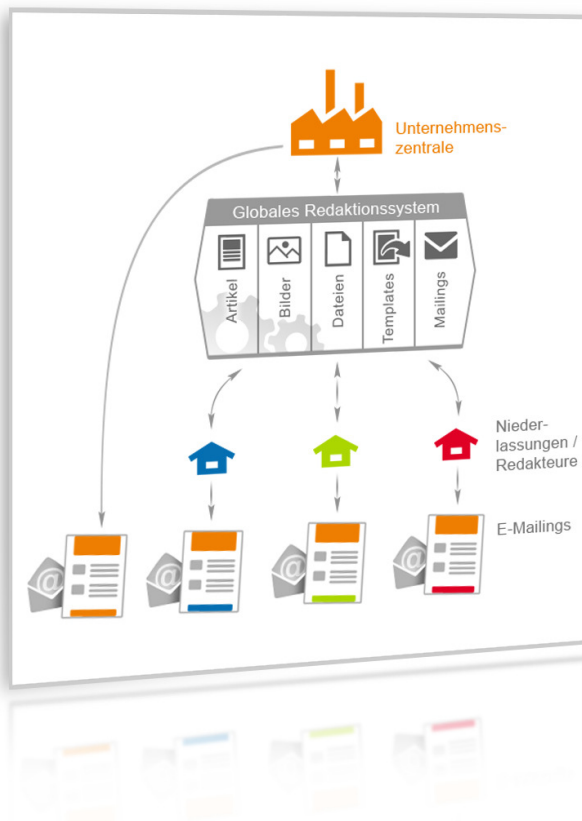 Unternehmens-
zentrale
Globales Redaktionssystem
Artikel
Bilder
Dateien
Templates
Mailings
Nieder-
lassungen /
Redakteure
E-Mailings
@
@
@
@